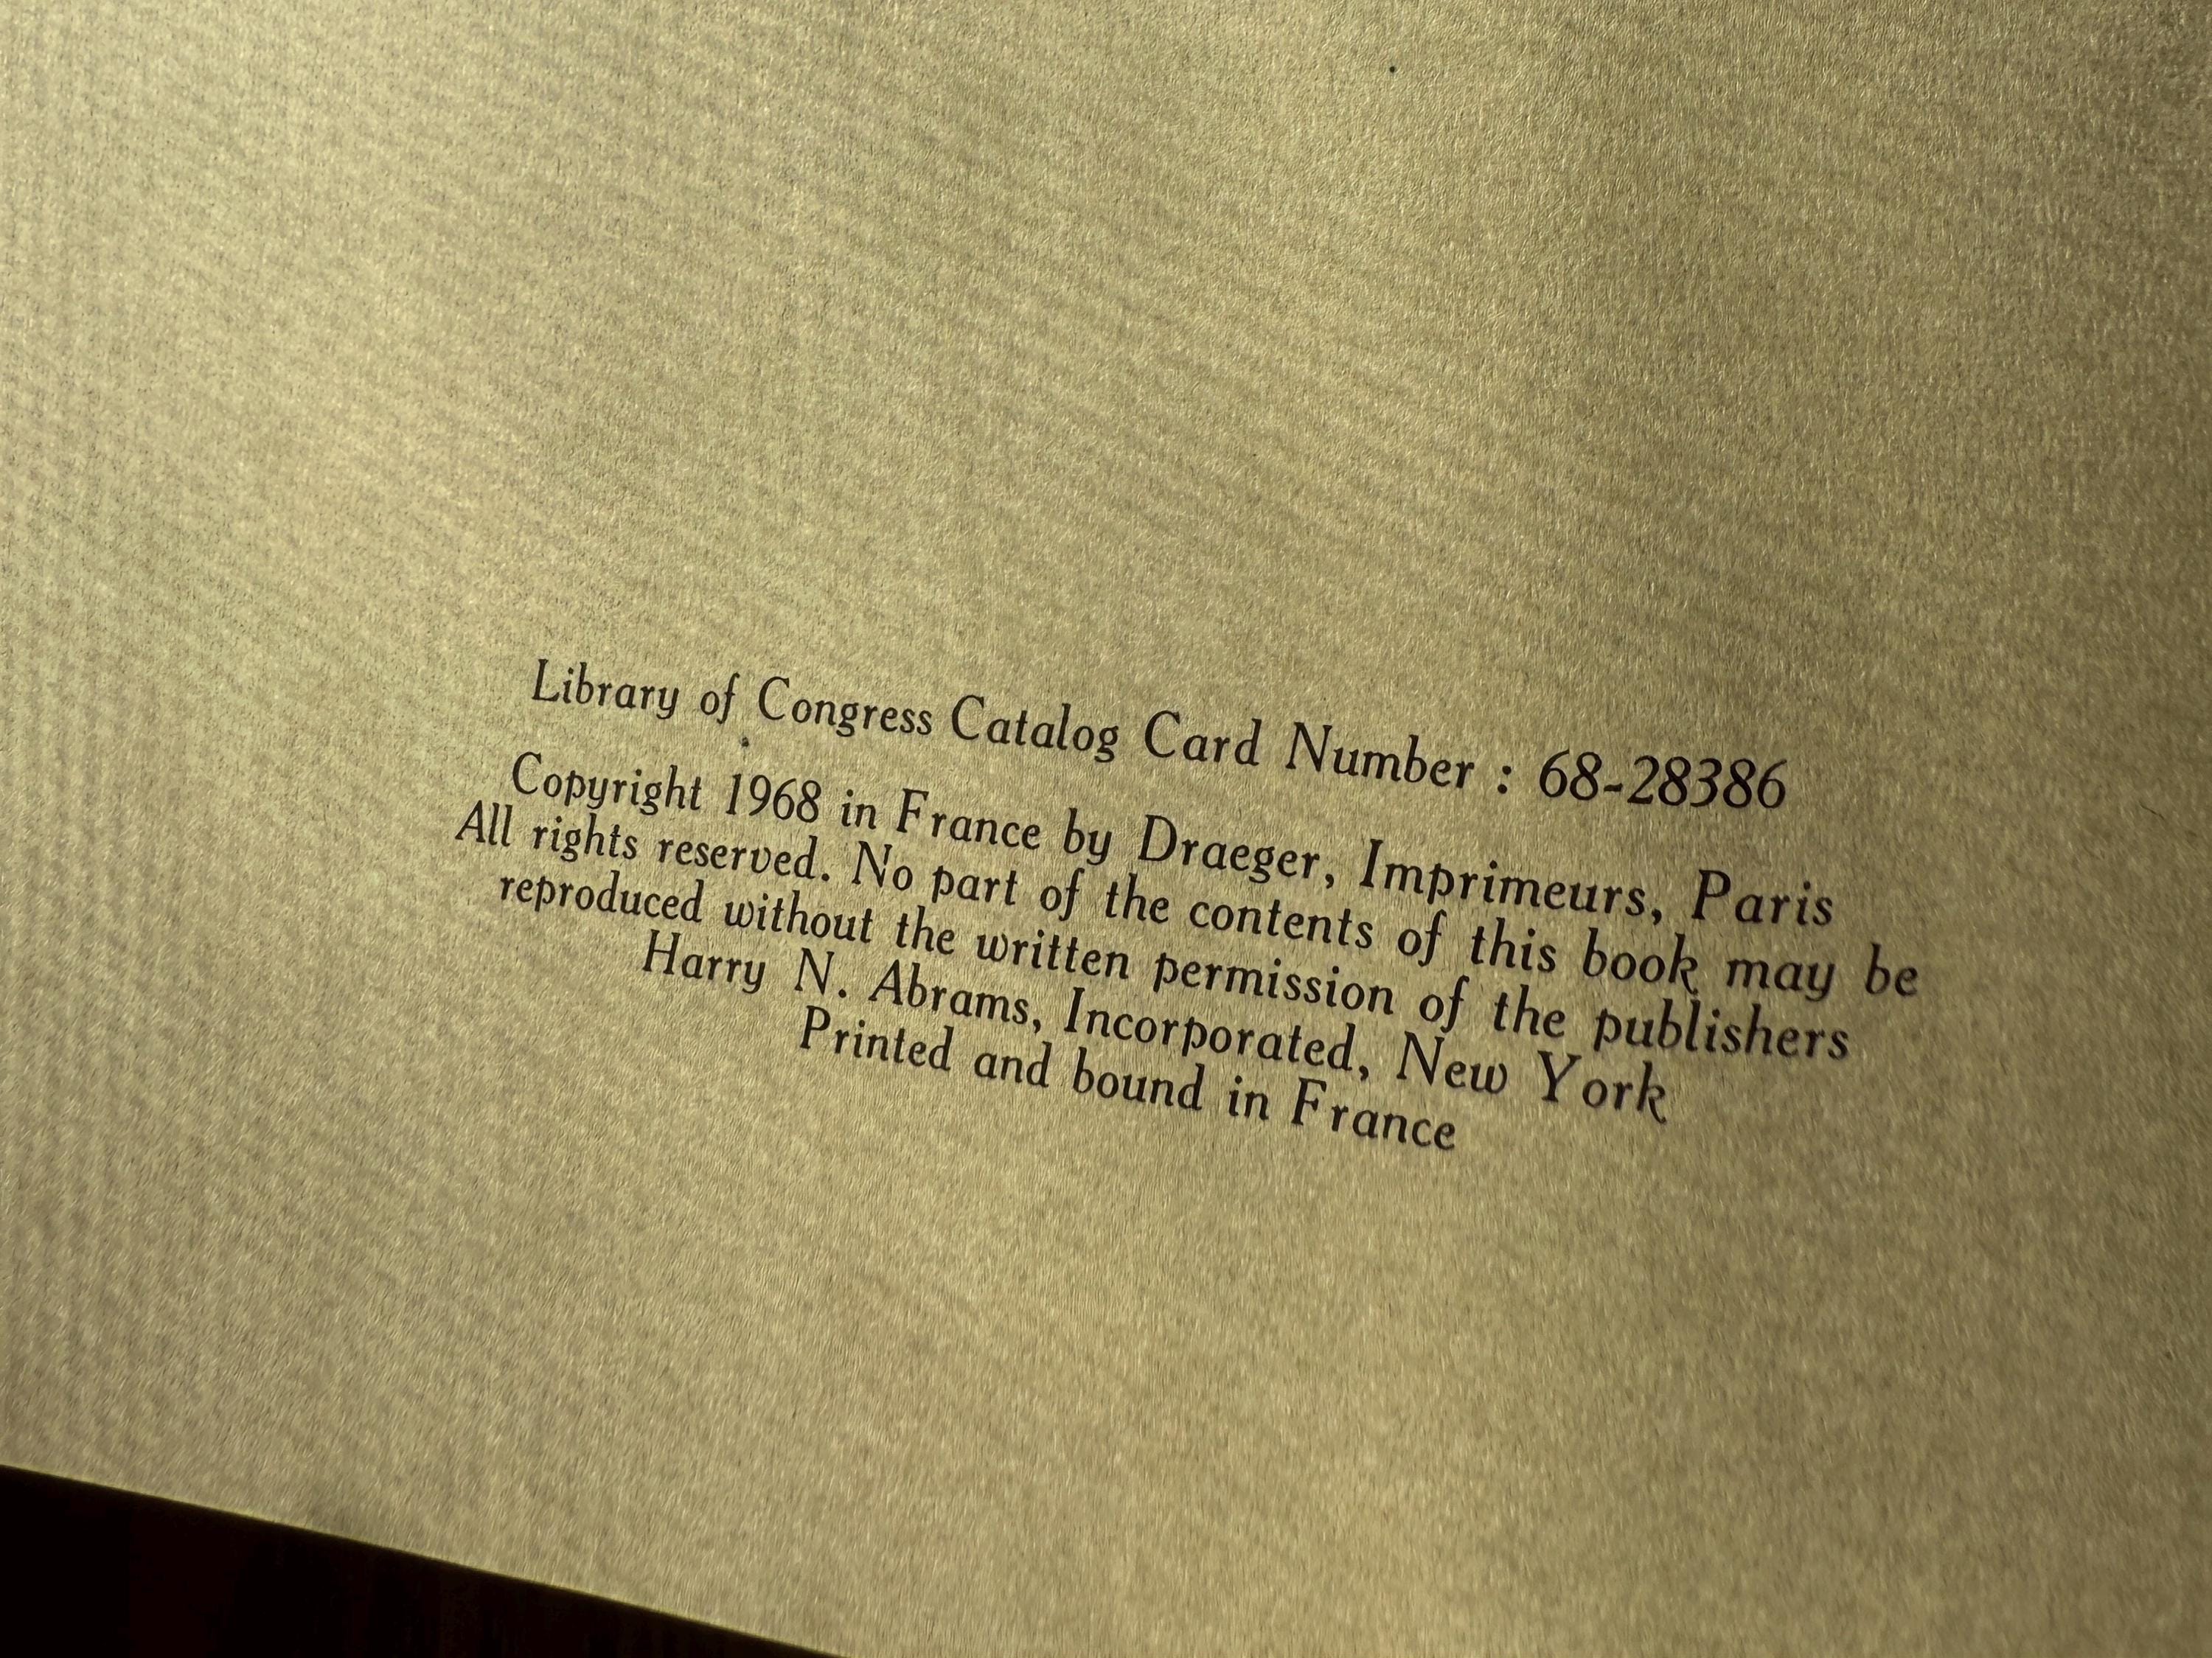 Library of Congress Catalog Card Number : 68-28386
Copyright 1968 in France by Draeger, Imprimeurs, Paris
All rights reserved. No part of the contents of this book may be
reproduced without the written permission of the publishers
Harry N. Abrams, Incorporated, New York
Printed and bound in France